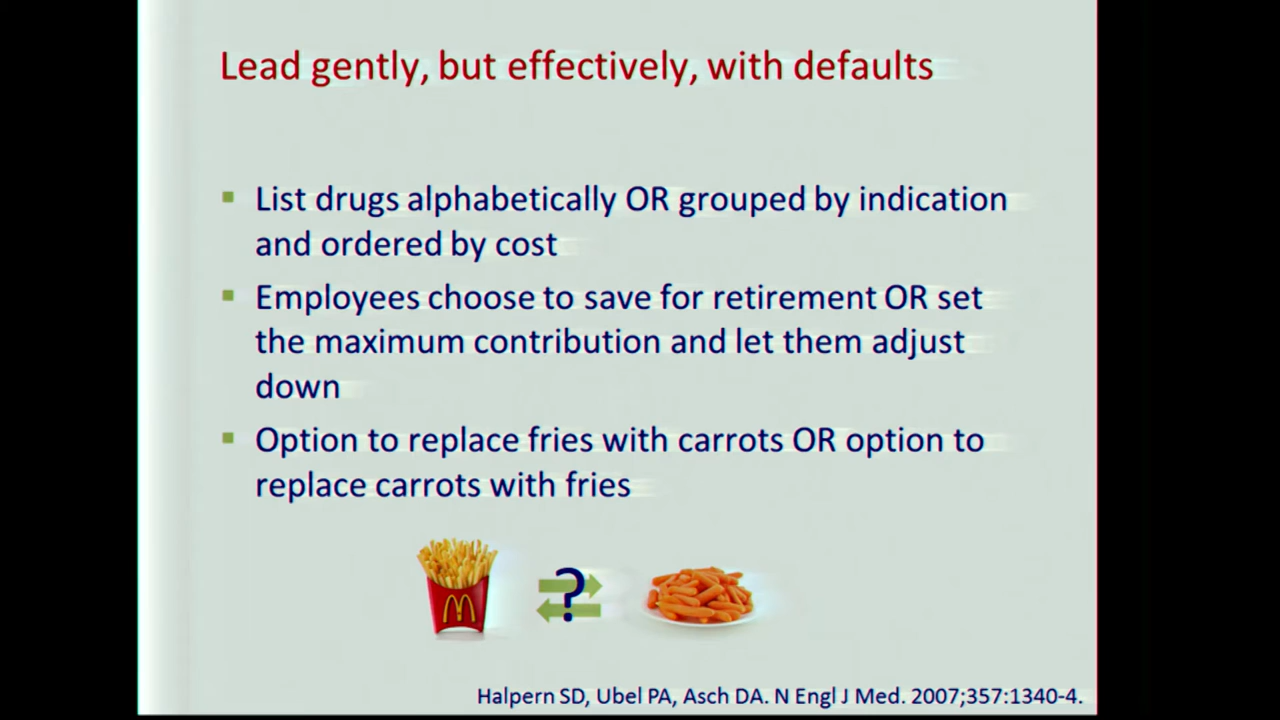 Lead gently, but effectively, with defaults
List drugs alphabetically OR grouped by indication
and ordered by cost
Employees choose to save for retirement OR set
the maximum contribution and let them adjust
down
Option to replace fries with carrots OR option to
replace carrots with fries
?
Halpern SD, Ubel PA, Asch DA. N Engl J Med. 2007;357:1340-4.